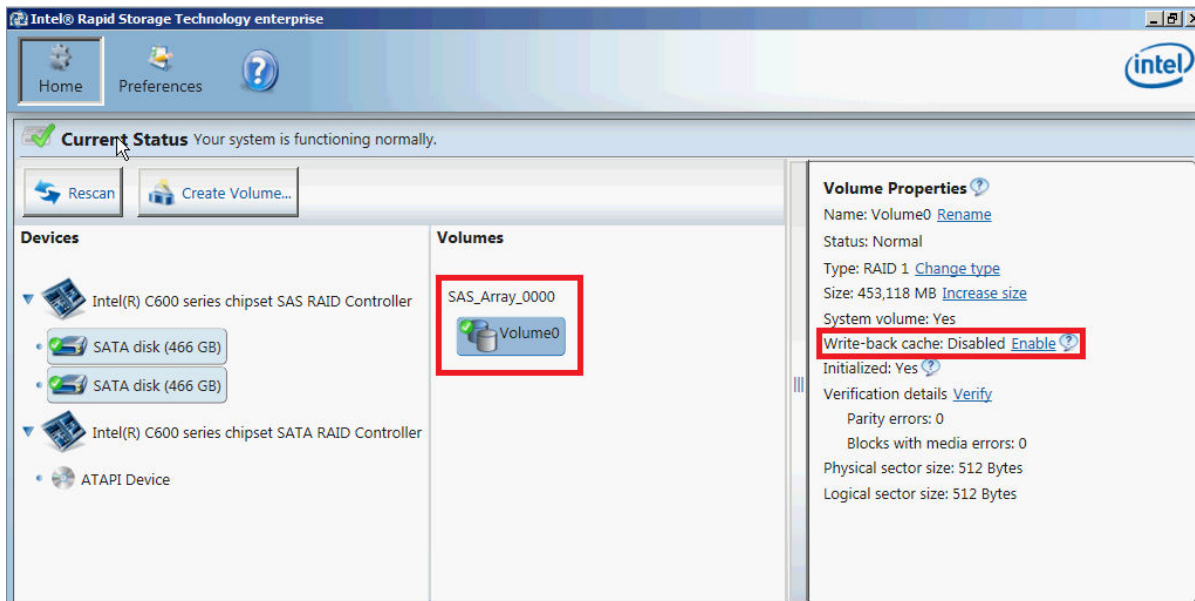 Intel® Rapid Storage Technology enterprise
Home
Preferences
?
intel
Current Status Your system is functioning normally.
Rescan
Create Volume...
Devices
Intel(R) C600 series chipset SAS RAID Controller
SATA disk (466 GB)
SATA disk (466 GB)
Intel(R) C600 series chipset SATA RAID Controller
ATAPI Device
Volumes
SAS_Array_0000
Volume0
Volume Properties ?
Name: Volume0 Rename
Status: Normal
Type: RAID 1 Change type
Size: 453,118 MB Increase size
System volume: Yes
Write-back cache: Disabled Enable ?
Initialized: Yes ?
Verification details Verify
Parity errors: 0
Blocks with media errors: 0
Physical sector size: 512 Bytes
Logical sector size: 512 Bytes